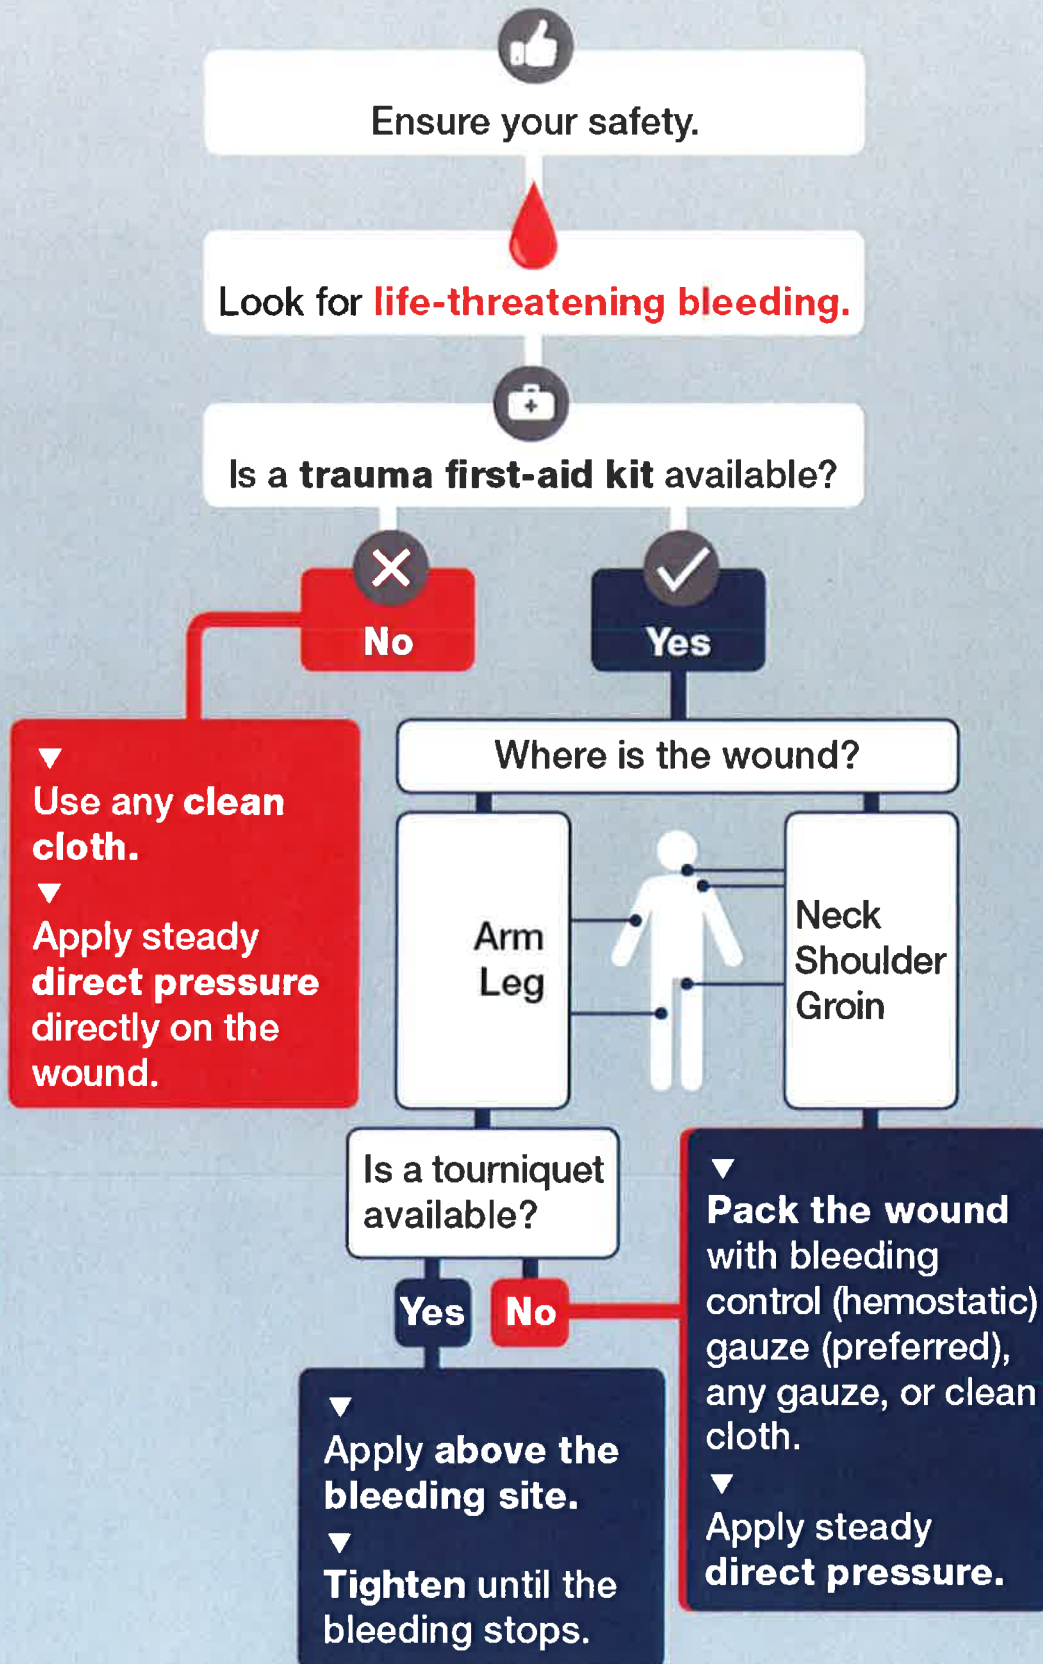 Ensure your safety.
Look for life-threatening bleeding.
Is a trauma first-aid kit available?
No
Yes
Use any clean
cloth.
Apply steady
direct pressure
directly on the
wound.
Where is the wound?
Arm
Leg
Neck
Shoulder
Groin
Is a tourniquet
available?
Yes
No
Apply above the
bleeding site.
Tighten until the
bleeding stops.
Pack the wound
with bleeding
control (hemostatic)
gauze (preferred),
any gauze, or clean
cloth.
Apply steady
direct pressure.